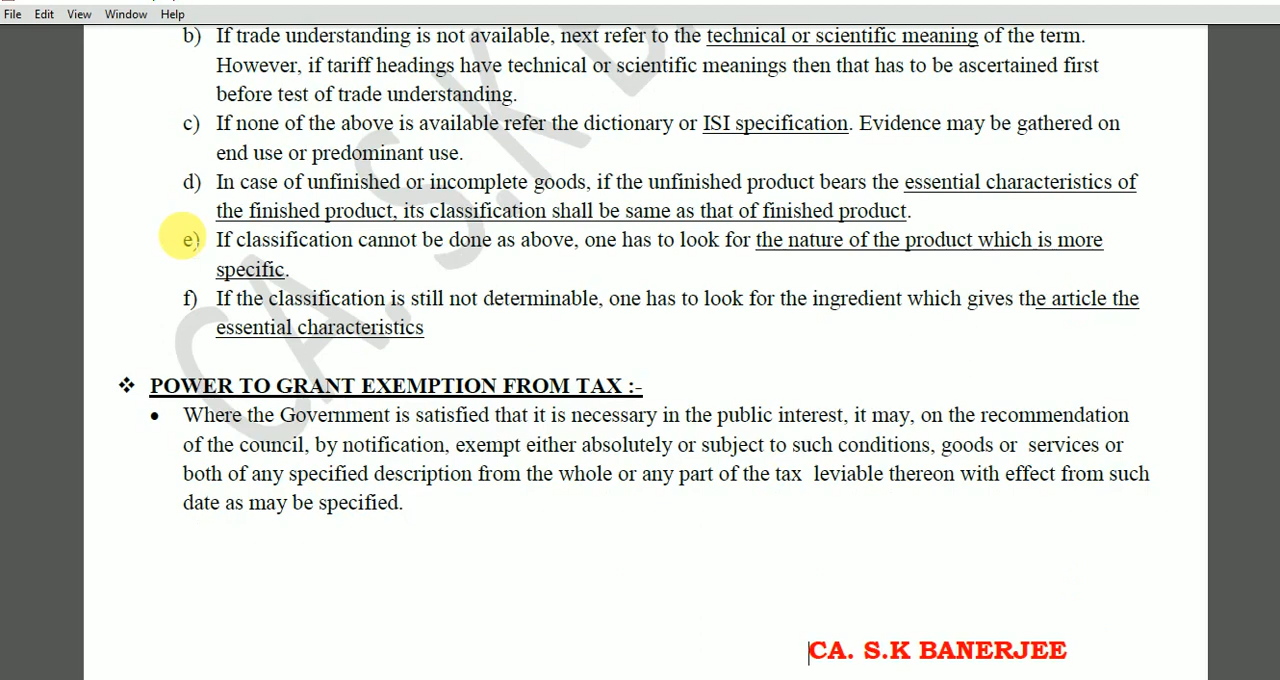 File Edit View Window Help
b) If trade understanding is not available, next refer to the technical or scientific meaning of the term.
However, if tariff headings have technical or scientific meanings then that has to be ascertained first
before test of trade understanding.
c) If none of the above is available refer the dictionary or ISI specification. Evidence may be gathered on
end use or predominant use.
d) In case of unfinished or incomplete goods, if the unfinished product bears the essential characteristics of
the finished product, its classification shall be same as that of finished product.
e) If classification cannot be done as above, one has to look for the nature of the product which is more
specific.
f) If the classification is still not determinable, one has to look for the ingredient which gives the article the
essential characteristics
❖ POWER TO GRANT EXEMPTION FROM TAX :-
• Where the Government is satisfied that it is necessary in the public interest, it may, on the recommendation
of the council, by notification, exempt either absolutely or subject to such conditions, goods or services or
both of any specified description from the whole or any part of the tax leviable thereon with effect from such
date as may be specified.
CA. S.K BANERJEE
CA. S.K B